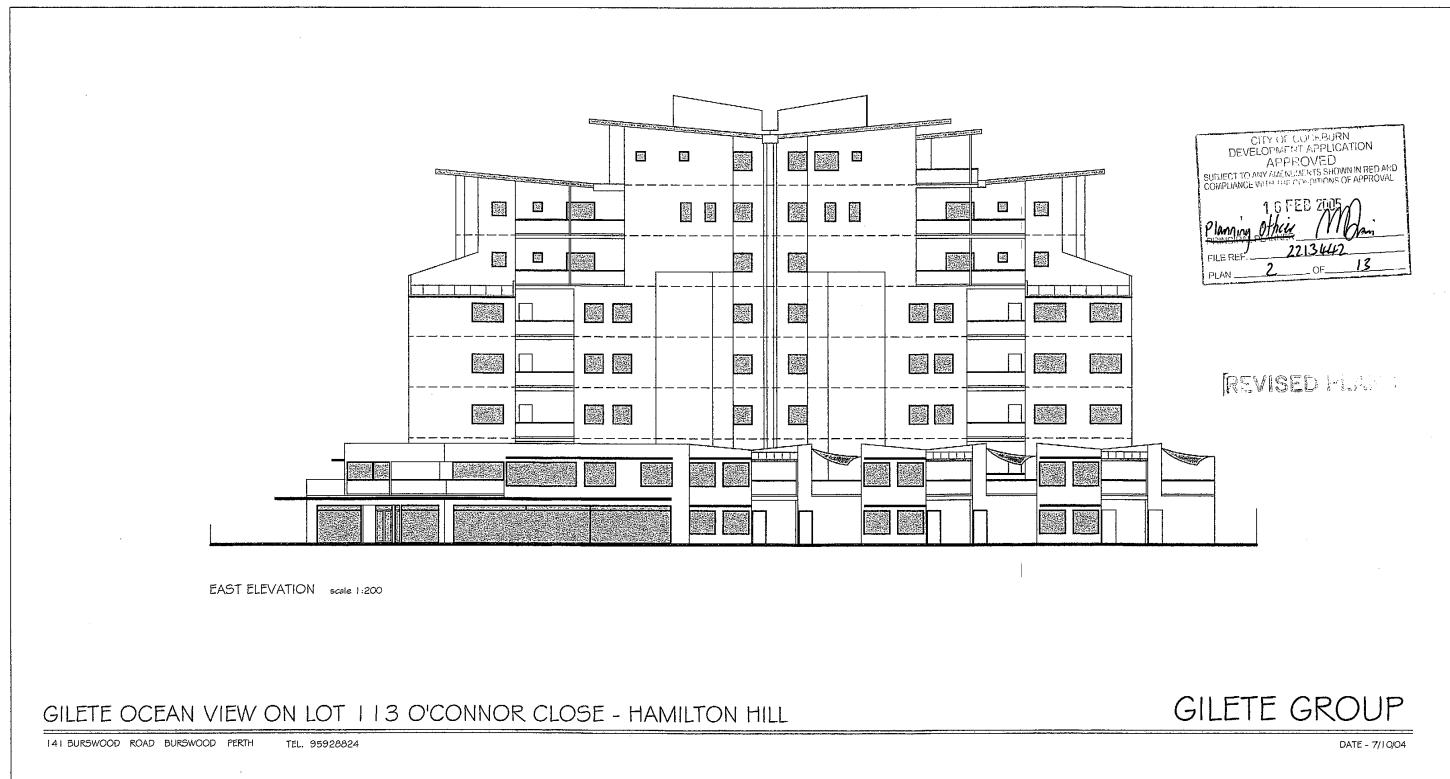 CITY OF COCKBURN
DEVELOPMENT APPLICATION
APPROVED
SUBJECT TO ANY AMENDMENTS SHOWN IN RED AND
COMPLIANCE WITH THE CONDITIONS OF APPROVAL
16 FEB 2005
Planning Officer
FILE REF. 22134442
PLAN 2 OF 13
REVISED
EAST ELEVATION scale 1:200
GILETE OCEAN VIEW ON LOT 113 O'CONNOR CLOSE - HAMILTON HILL
GILETE GROUP
141 BURSWOOD ROAD BURSWOOD PERTH TEL. 95928824
DATE - 7/10/04